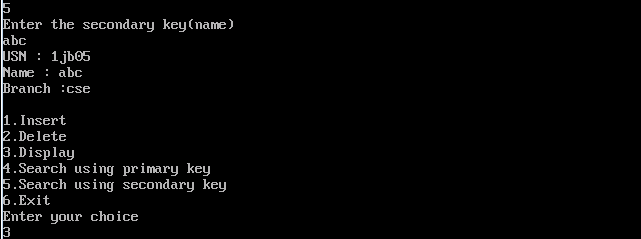 5
Enter the secondary key(name)
abc
USN : 1jb05
Name : abc
Branch :cse
1.Insert
2.Delete
3.Display
4.Search using primary key
5.Search using secondary key
6.Exit
Enter your choice
3